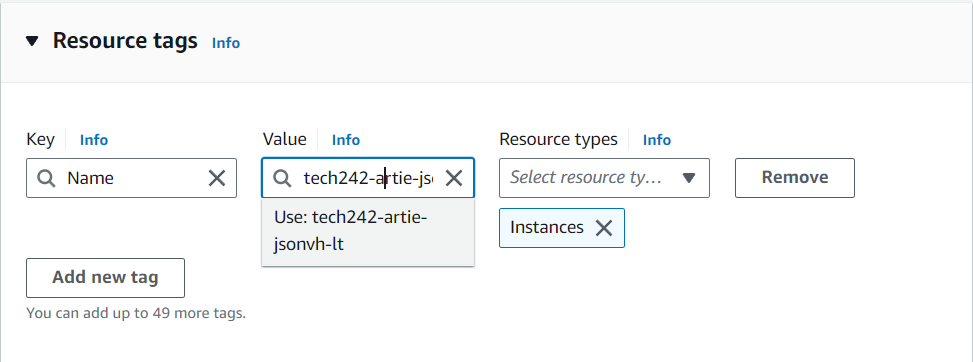 Resource tags Info
Key Info Value Info Resource types Info
Name tech242-artie-jso Select resource ty… Remove
Use: tech242-artie-
jsonvh-lt
Instances
Add new tag
You can add up to 49 more tags.